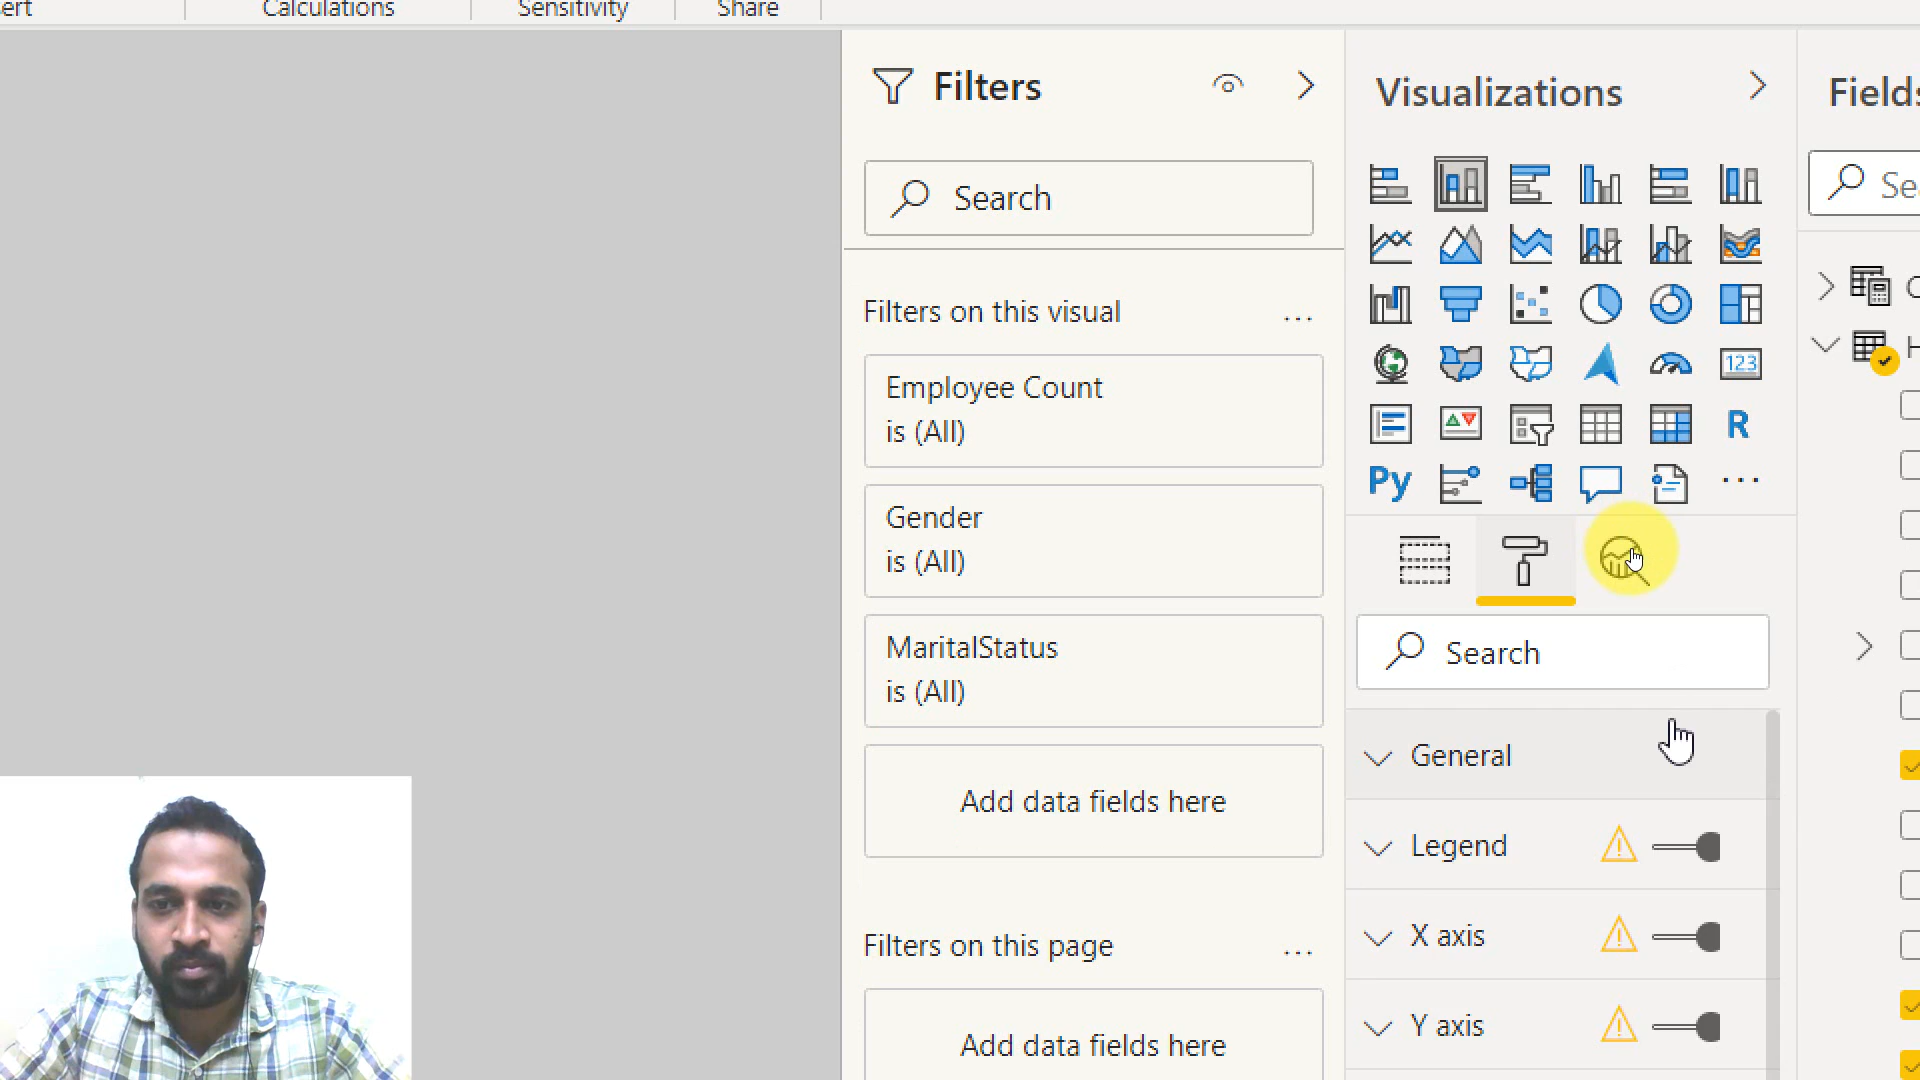 ert
Calculations
Sensitivity
Share
Filters
Search
Filters on this visual
...
Employee Count
is (All)
Gender
is (All)
MaritalStatus
is (All)
Add data fields here
Filters on this page
...
Add data fields here
Visualizations
123
R
Py
...
Search
General
Legend
X axis
Y axis
Fields
Se